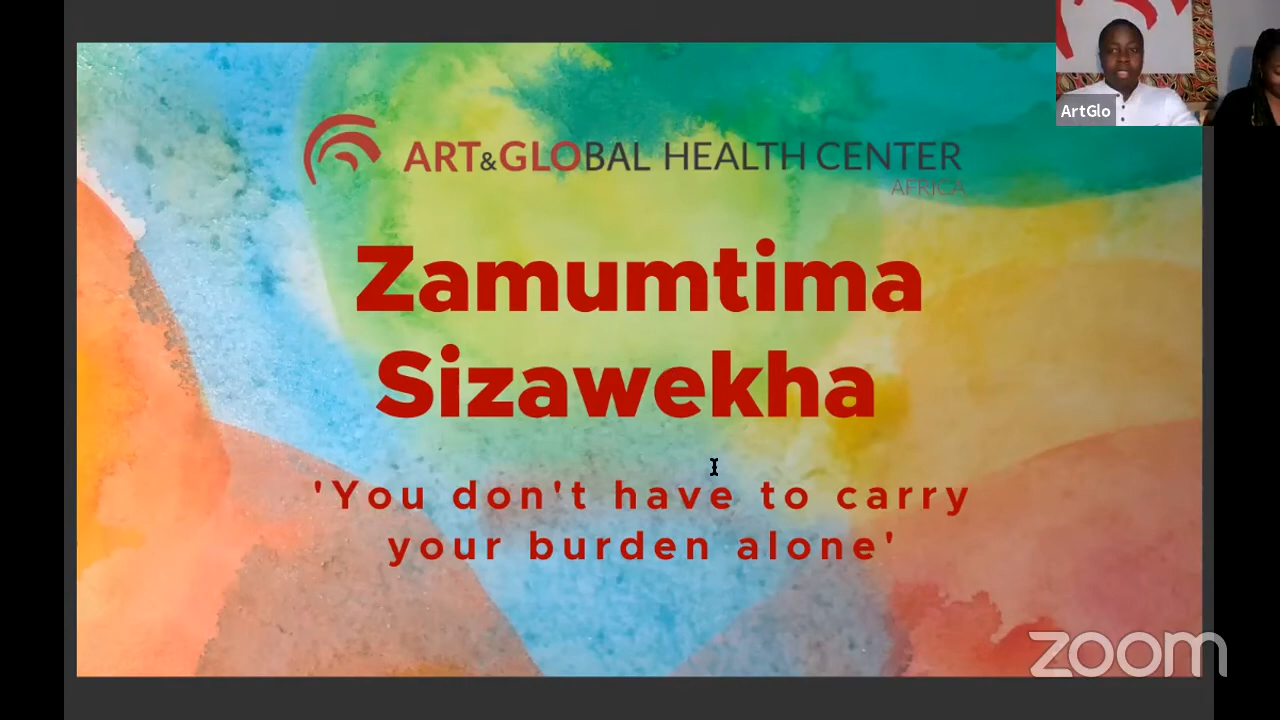 ART&GLOBAL HEALTH CENTER
AFRICA
ArtGlo
Zamumtima
Sizawekha
'You don't have to carry
your burden alone'
zoom